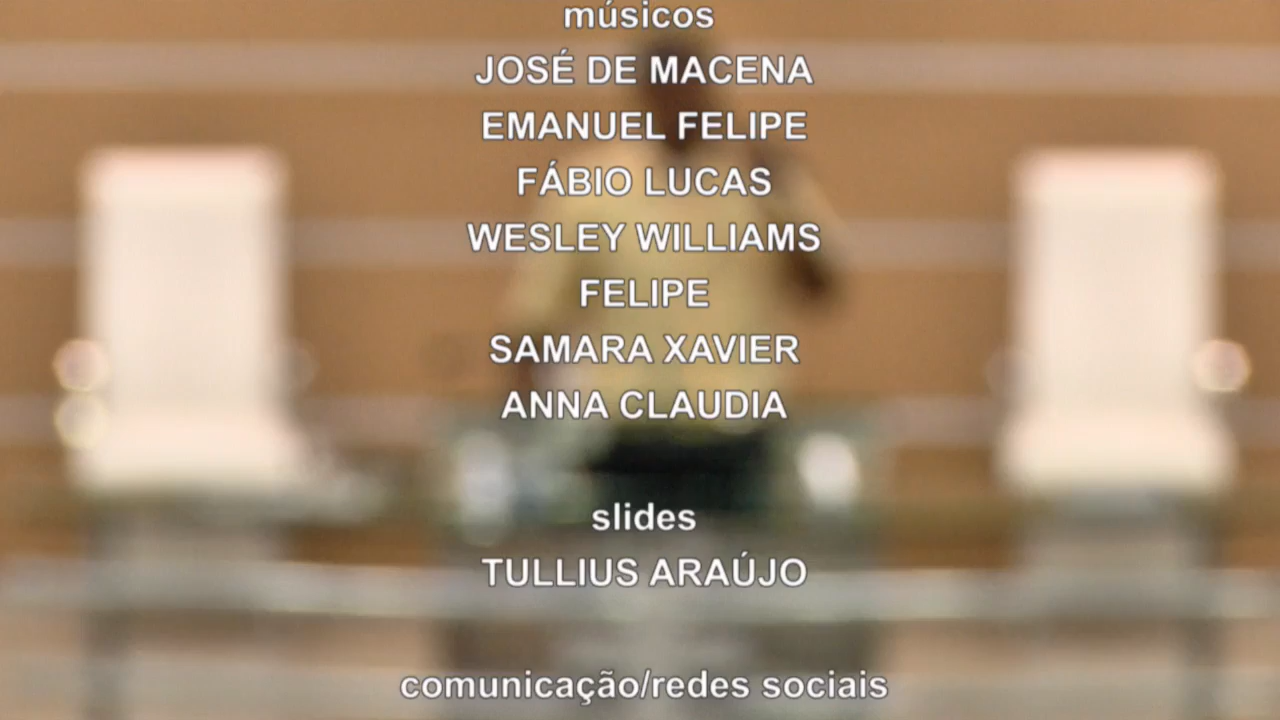 músicos
JOSÉ DE MACENA
EMANUEL FELIPE
FÁBIO LUCAS
WESLEY WILLIAMS
FELIPE
SAMARA XAVIER
ANNA CLAUDIA
slides
TULLIUS ARAÚJO
comunicação/redes sociais